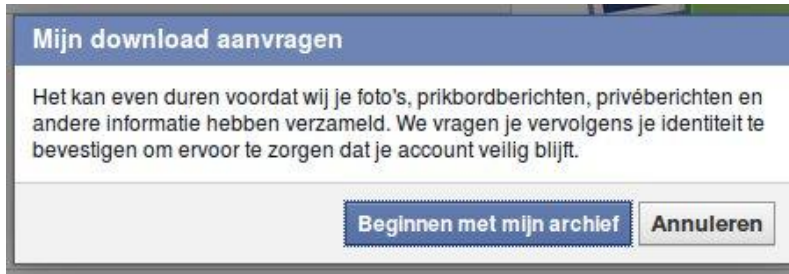 Mijn download aanvragen
Het kan even duren voordat wij je foto's, prikbordberichten, privéberichten en
andere informatie hebben verzameld. We vragen je vervolgens je identiteit te
bevestigen om ervoor te zorgen dat je account veilig blijft.
Beginnen met mijn archief Annuleren